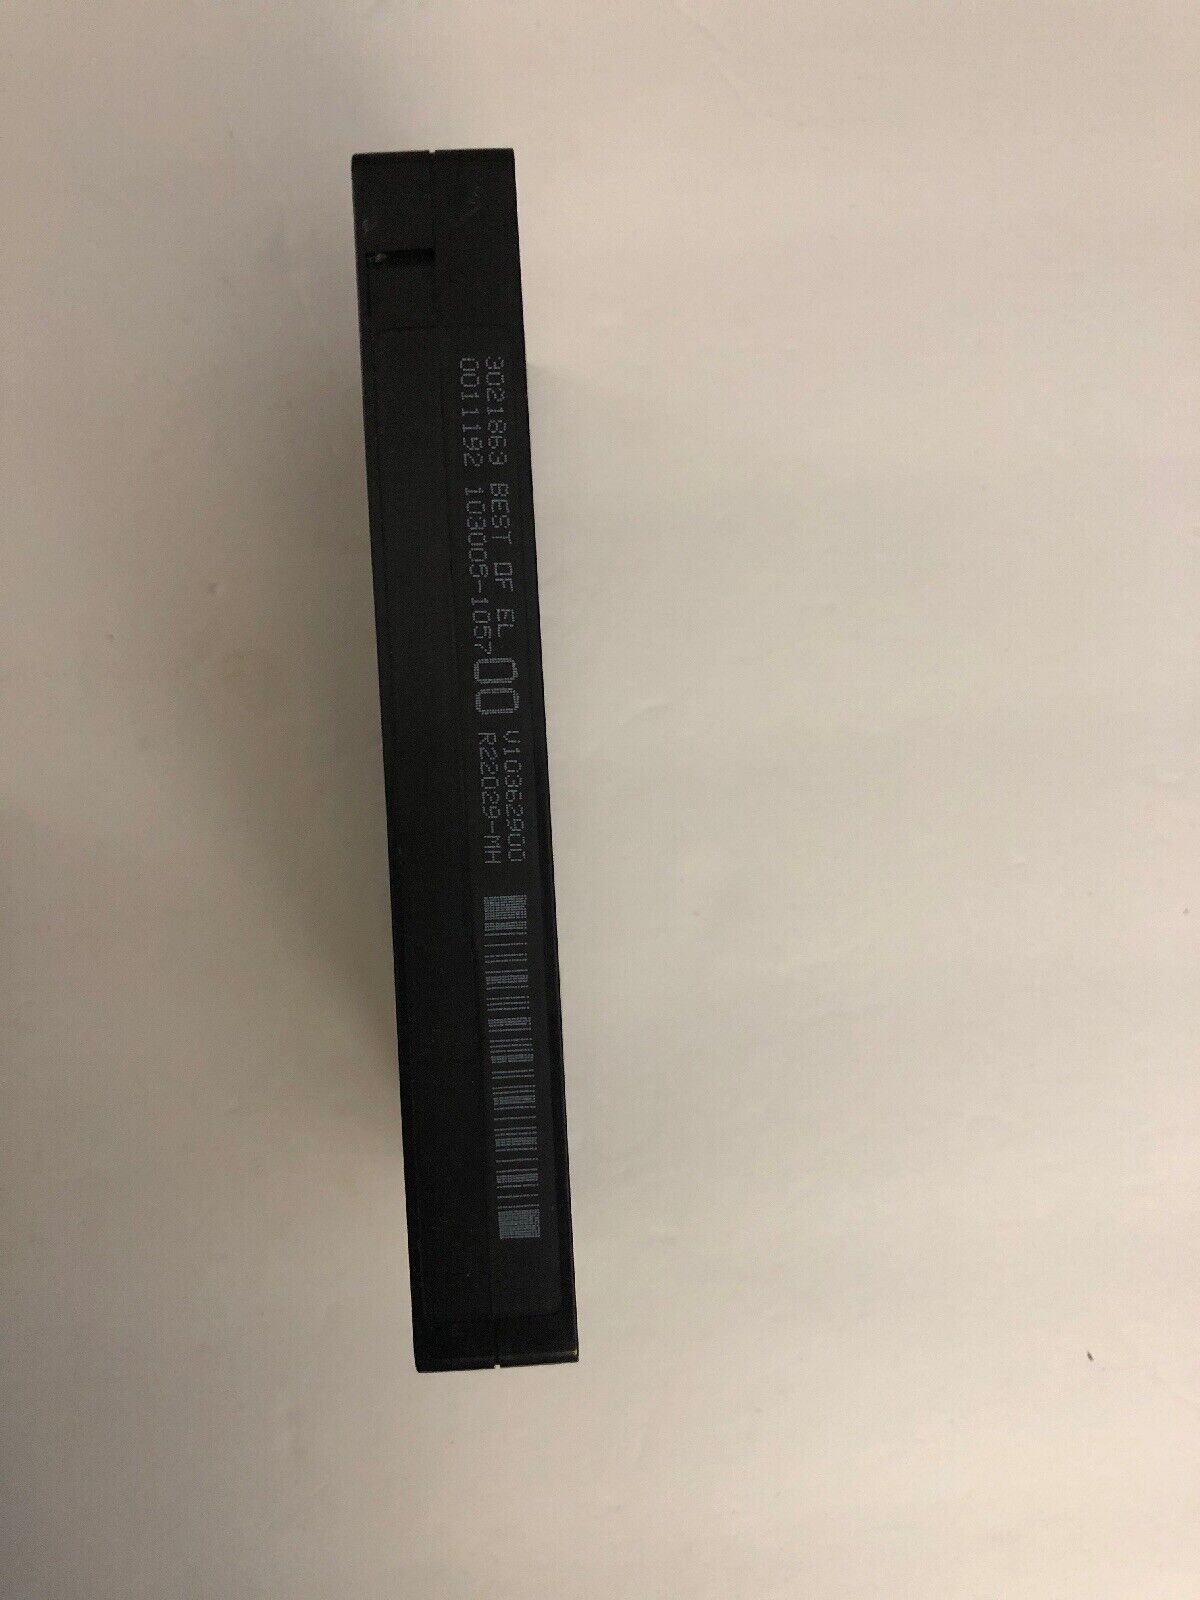 3021863 BEST OF EL 00 V10362900
0011192 103005-1057 R22029-MH